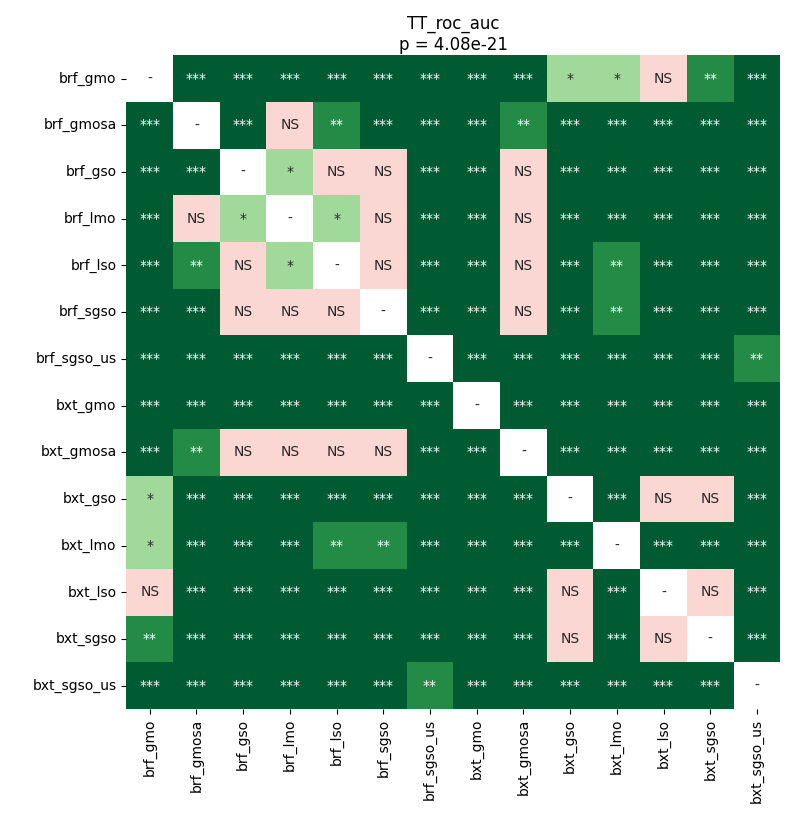 TT_roc_auc
p = 4.08e-21
brf_gmo - *** *** *** *** *** *** *** *** * * NS ** ***
brf_gmosa *** - *** NS ** *** *** *** ** *** *** *** *** ***
brf_gso *** *** - * NS NS *** *** NS *** *** *** *** ***
brf_lmo *** NS * - * NS *** *** NS *** *** *** *** ***
brf_lso *** ** NS * - NS *** *** NS *** ** *** *** ***
brf_sgso *** *** NS NS NS - *** *** NS *** ** *** *** ***
brf_sgso_us *** *** *** *** *** *** - *** *** *** *** *** *** **
bxt_gmo *** *** *** *** *** *** *** - *** *** *** *** *** ***
bxt_gmosa *** ** NS NS NS NS *** *** - *** *** *** *** ***
bxt_gso * *** *** *** *** *** *** *** *** - *** NS NS ***
bxt_lmo * *** *** *** ** ** *** *** *** *** - *** *** ***
bxt_lso NS *** *** *** *** *** *** *** *** NS *** - NS ***
bxt_sgso ** *** *** *** *** *** *** *** *** NS *** NS - ***
bxt_sgso_us *** *** *** *** *** *** ** *** *** *** *** *** *** -
brf_gmo brf_gmosa brf_gso brf_lmo brf_lso brf_sgso brf_sgso_us bxt_gmo bxt_gmosa bxt_gso bxt_lmo bxt_lso bxt_sgso bxt_sgso_us